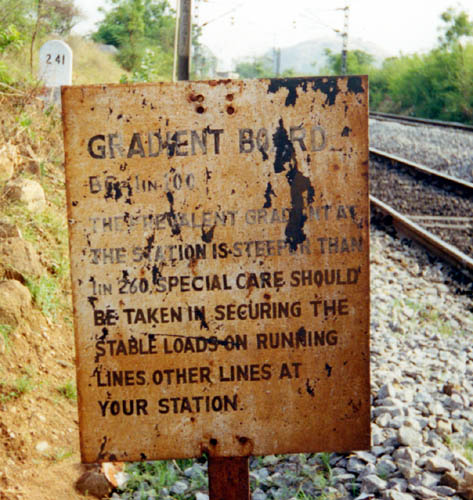 241
GRADIENT BOARD
1 IN 100
THE PREVALENT GRADIENT AT
THE STATION IS STEEPER THAN
1 IN 260. SPECIAL CARE SHOULD
BE TAKEN IN SECURING THE
STABLE LOADS ON RUNNING
LINES OTHER LINES AT
YOUR STATION.